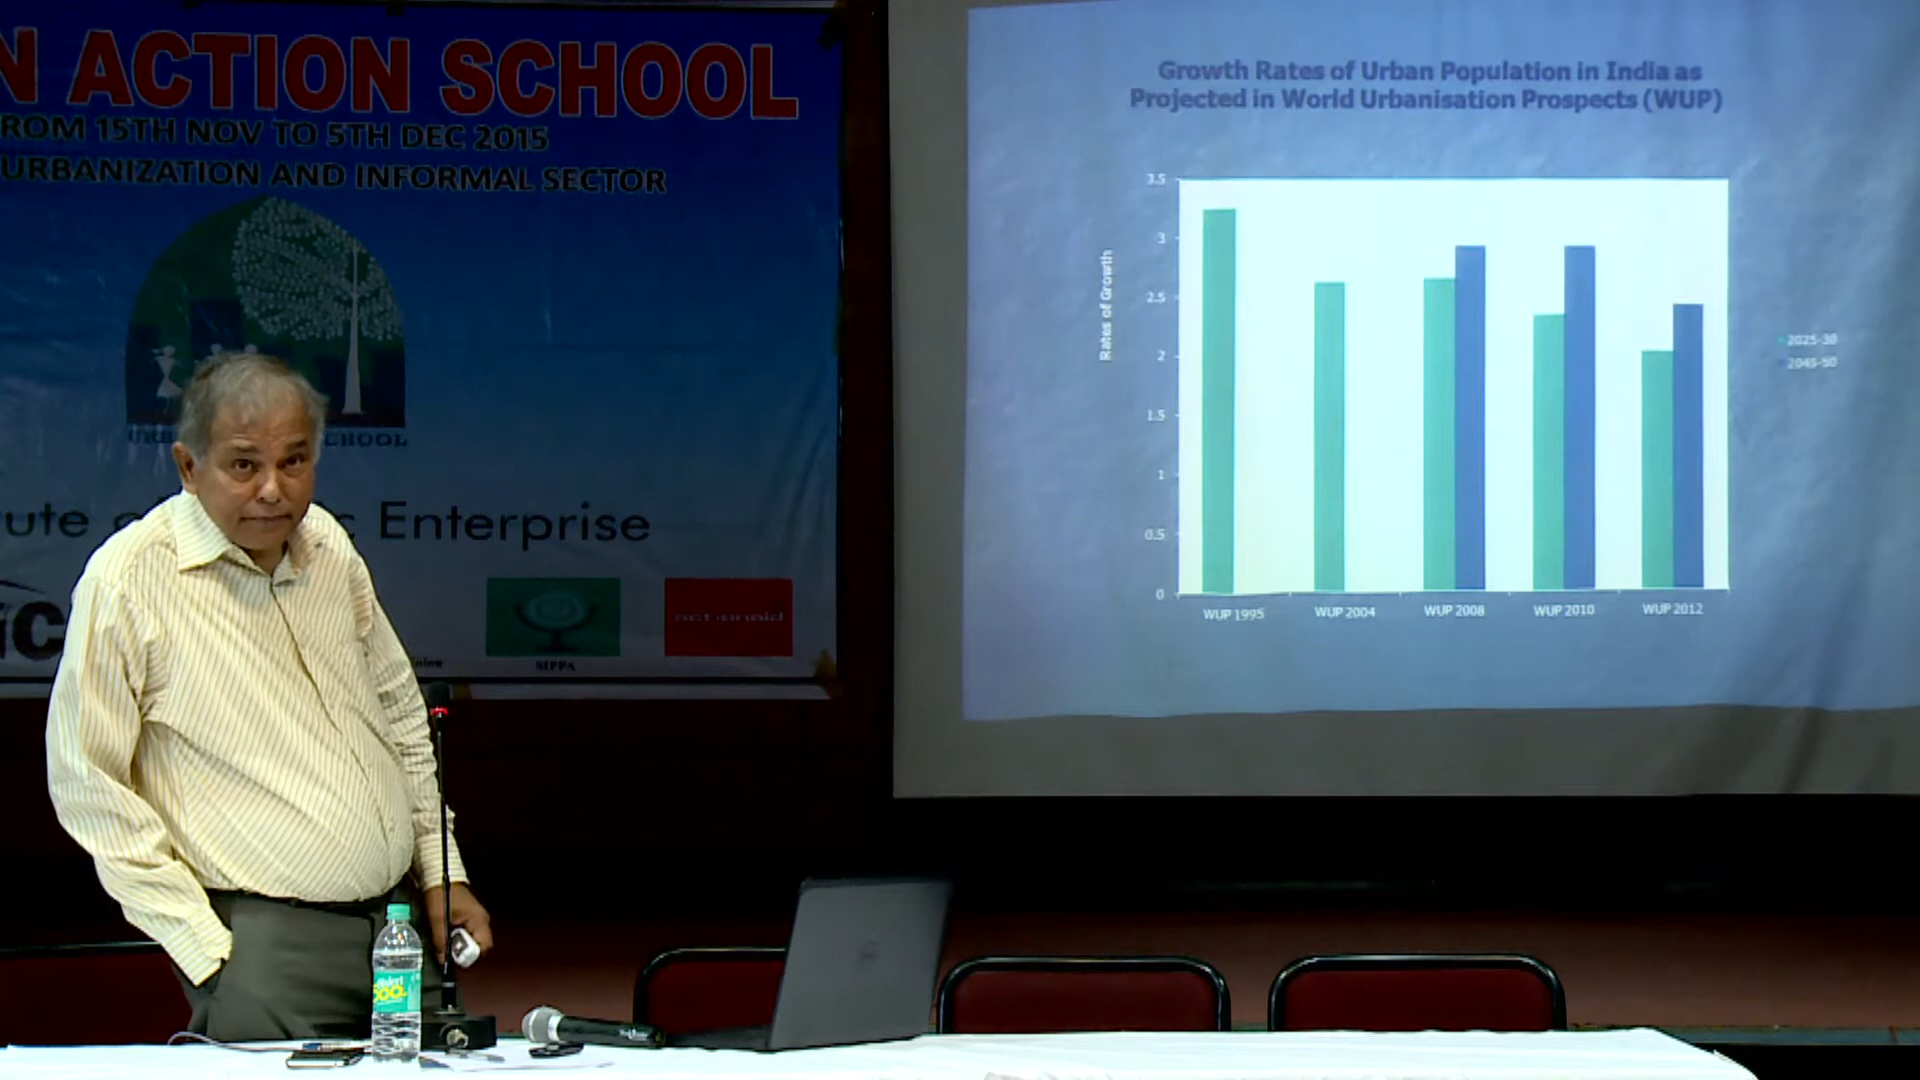 N ACTION SCHOOL
ROM 15TH NOV TO 5TH DEC 2015
URBANIZATION AND INFORMAL SECTOR
CHOOL
ute
c Enterprise
iC
SIPPA
actionaid
Growth Rates of Urban Population in India as
Projected in World Urbanisation Prospects (WUP)
Rates of Growth
3.5
3
2.5
2
1.5
1
0.5
0
WUP 1995 WUP 2004 WUP 2008 WUP 2010 WUP 2012
2025-30
2045-50